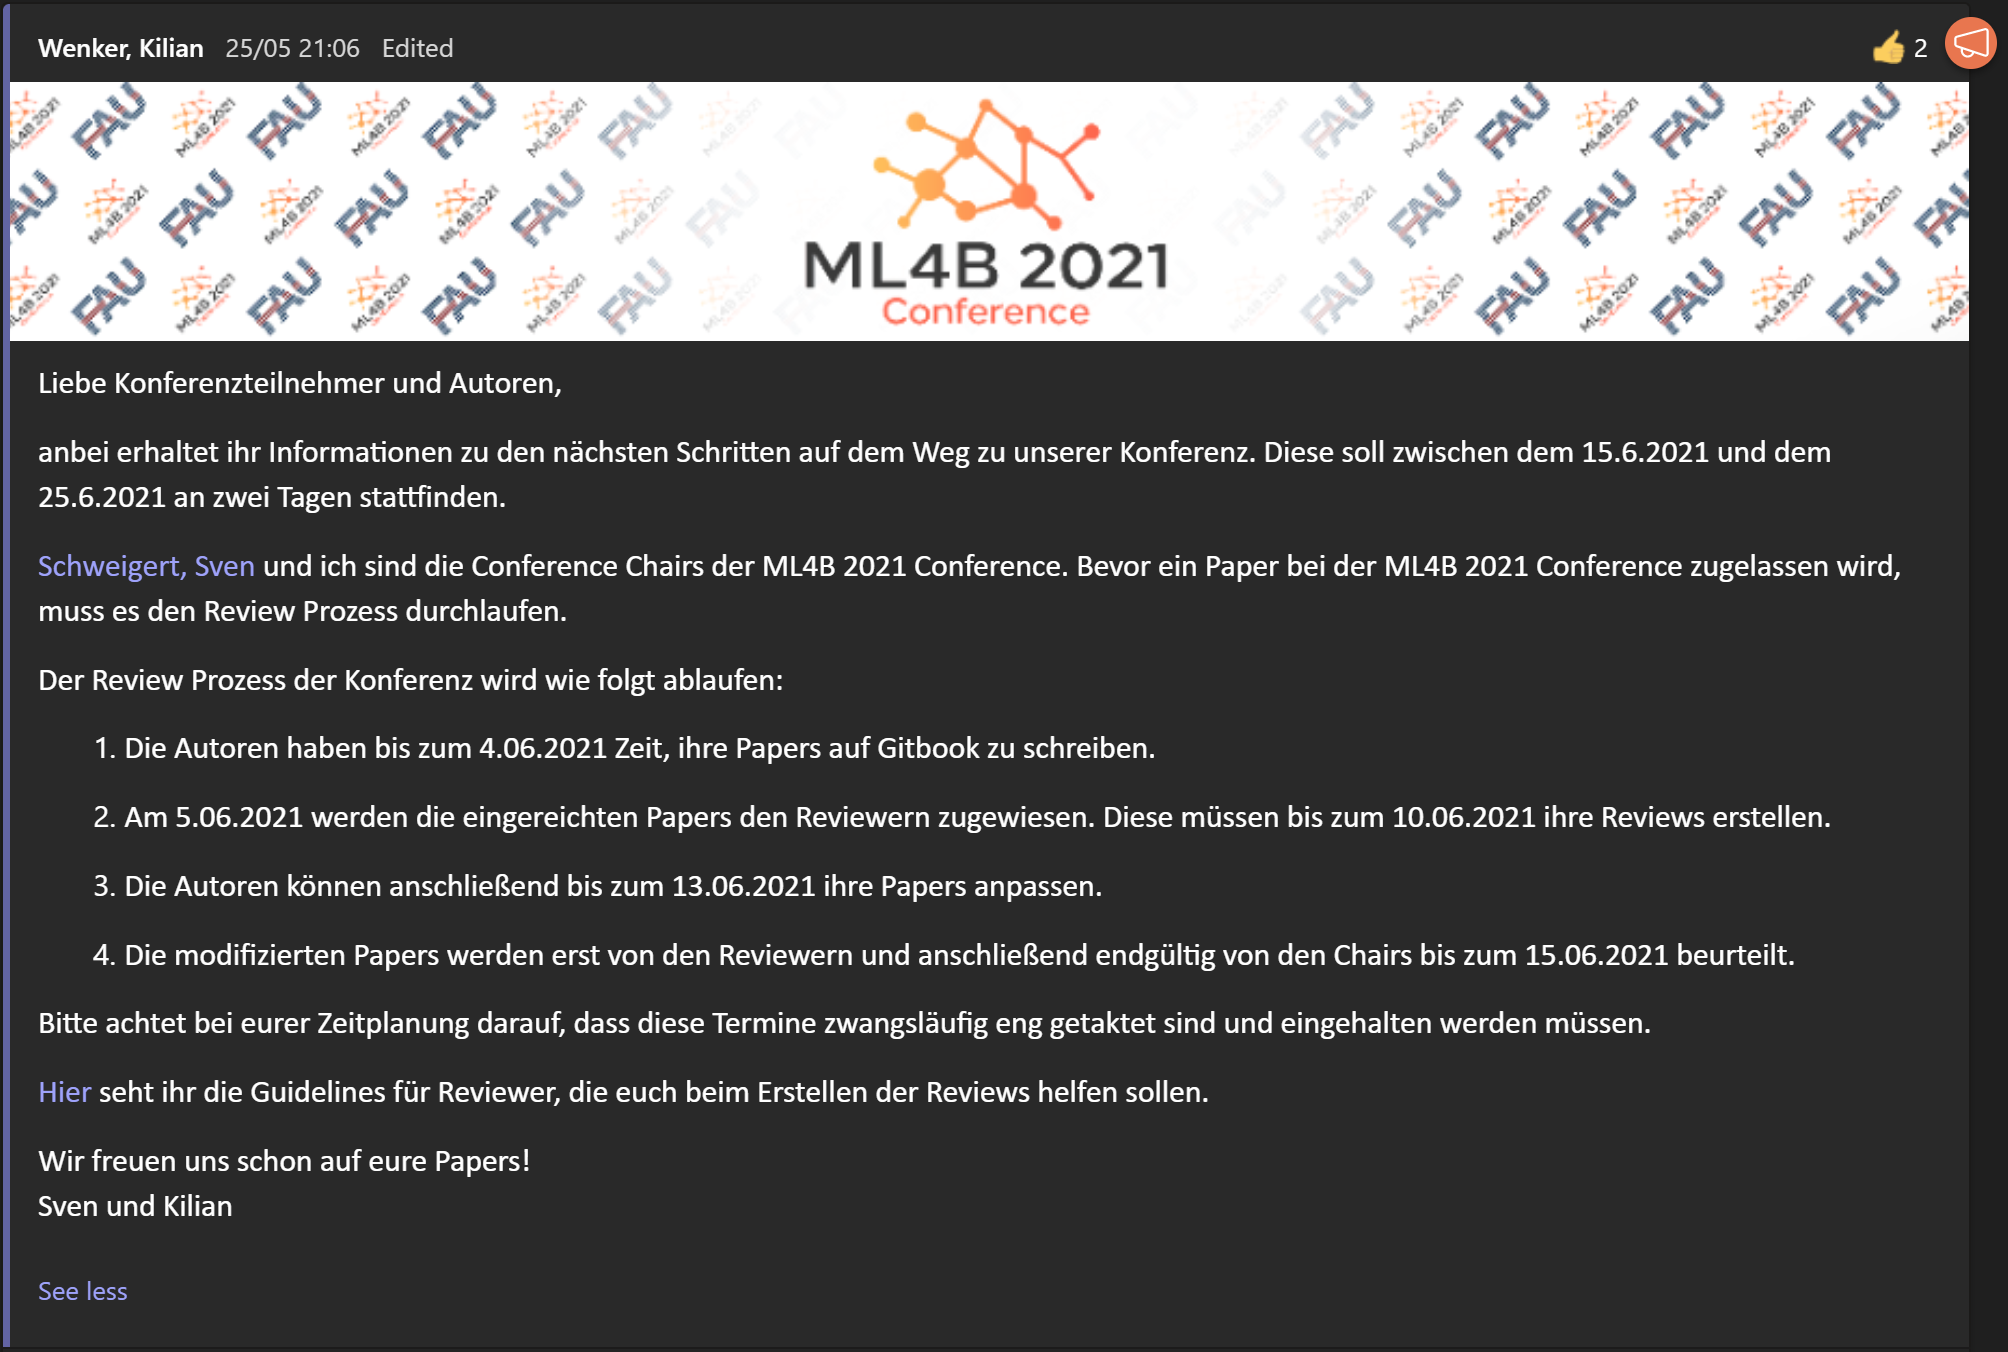 Wenker, Kilian 25/05 21:06 Edited
👍 2
ML4B 2021
Conference
Liebe Konferenzteilnehmer und Autoren,
anbei erhaltet ihr Informationen zu den nächsten Schritten auf dem Weg zu unserer Konferenz. Diese soll zwischen dem 15.6.2021 und dem
25.6.2021 an zwei Tagen stattfinden.
Schweigert, Sven und ich sind die Conference Chairs der ML4B 2021 Conference. Bevor ein Paper bei der ML4B 2021 Conference zugelassen wird,
muss es den Review Prozess durchlaufen.
Der Review Prozess der Konferenz wird wie folgt ablaufen:
1. Die Autoren haben bis zum 4.06.2021 Zeit, ihre Papers auf Gitbook zu schreiben.
2. Am 5.06.2021 werden die eingereichten Papers den Reviewern zugewiesen. Diese müssen bis zum 10.06.2021 ihre Reviews erstellen.
3. Die Autoren können anschließend bis zum 13.06.2021 ihre Papers anpassen.
4. Die modifizierten Papers werden erst von den Reviewern und anschließend endgültig von den Chairs bis zum 15.06.2021 beurteilt.
Bitte achtet bei eurer Zeitplanung darauf, dass diese Termine zwangsläufig eng getaktet sind und eingehalten werden müssen.
Hier seht ihr die Guidelines für Reviewer, die euch beim Erstellen der Reviews helfen sollen.
Wir freuen uns schon auf eure Papers!
Sven und Kilian
See less